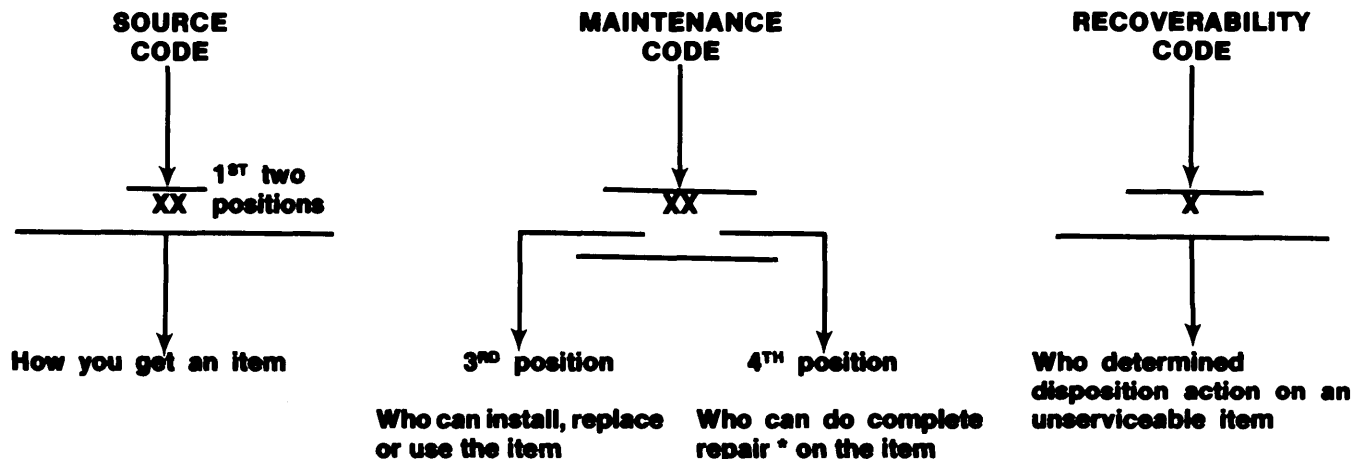 SOURCE
CODE
MAINTENANCE
CODE
RECOVERABILITY
CODE
XX
1ST two
positions
XX
X
How you get an item
3RD position
4TH position
Who can install, replace
or use the item
Who can do complete
repair * on the item
Who determined
disposition action on an
unserviceable item